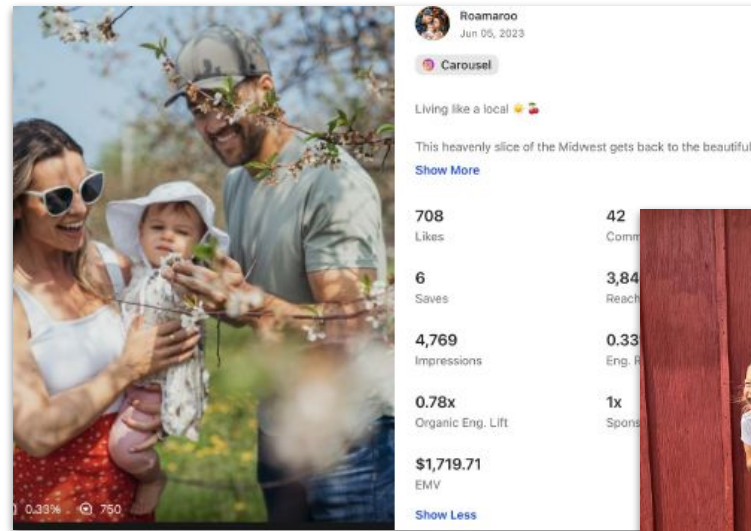 Roamaroo
Jun 05, 2023
Carousel
Living like a local
This heavenly slice of the Midwest gets back to the beautiful
Show More
708
Likes
42
6
Saves
4,769
Impressions
0.78x
Organic Eng. Lift
1x
$1,719.71
EMV
Show Less
0.33% 750